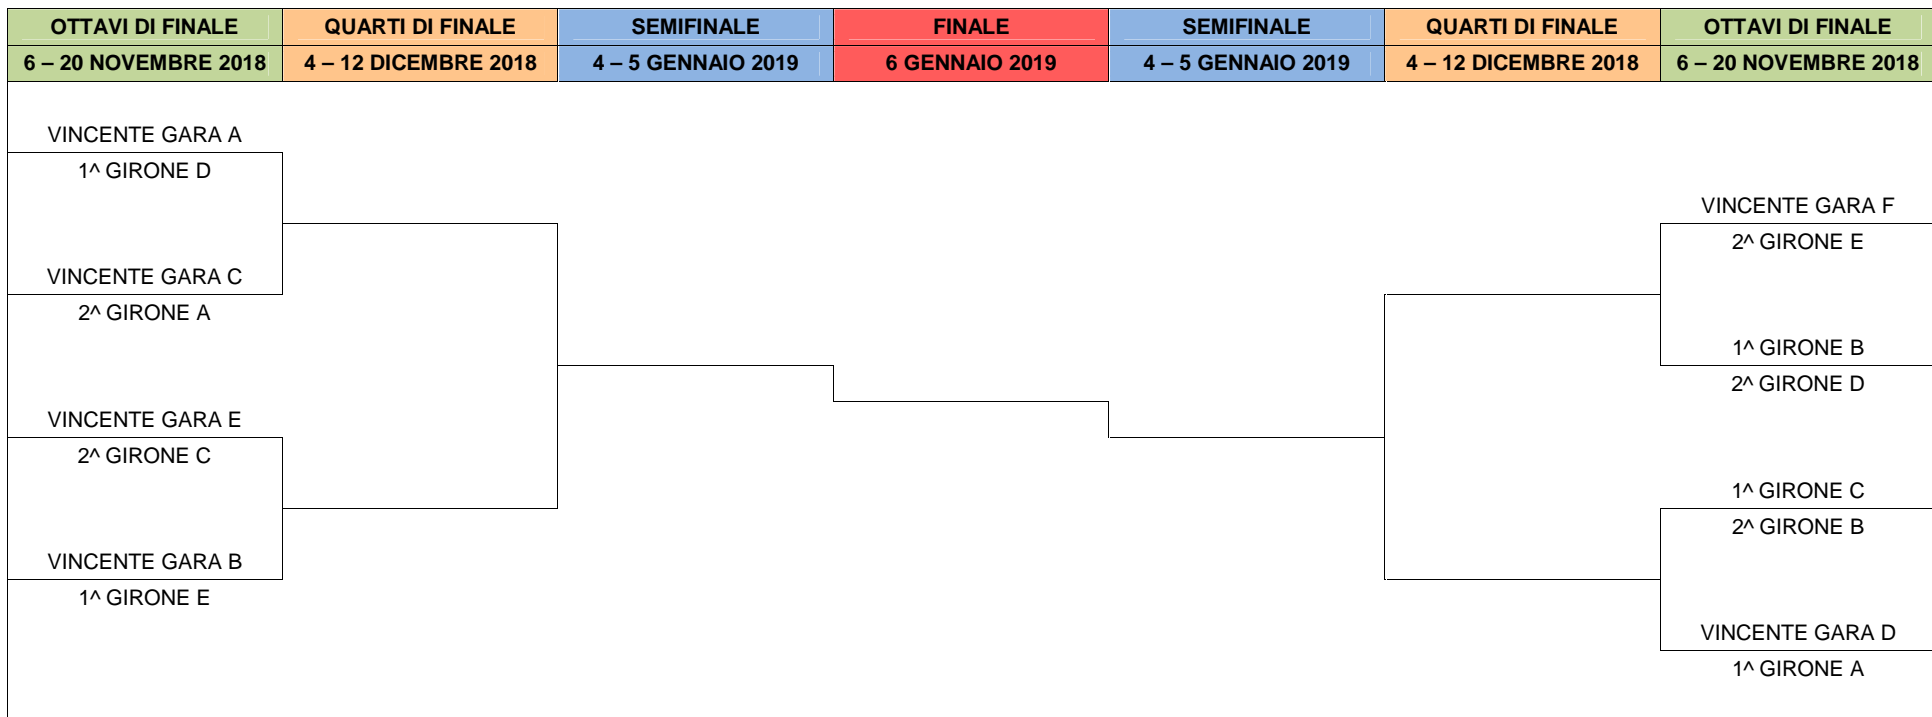 OTTAVI DI FINALE QUARTI DI FINALE SEMIFINALE FINALE SEMIFINALE QUARTI DI FINALE OTTAVI DI FINALE
6 – 20 NOVEMBRE 2018 4 – 12 DICEMBRE 2018 4 – 5 GENNAIO 2019 6 GENNAIO 2019 4 – 5 GENNAIO 2019 4 – 12 DICEMBRE 2018 6 – 20 NOVEMBRE 2018
VINCENTE GARA A
1^ GIRONE D
VINCENTE GARA C
2^ GIRONE A
VINCENTE GARA E
2^ GIRONE C
VINCENTE GARA B
1^ GIRONE E
VINCENTE GARA F
2^ GIRONE E
1^ GIRONE B
2^ GIRONE D
1^ GIRONE C
2^ GIRONE B
VINCENTE GARA D
1^ GIRONE A